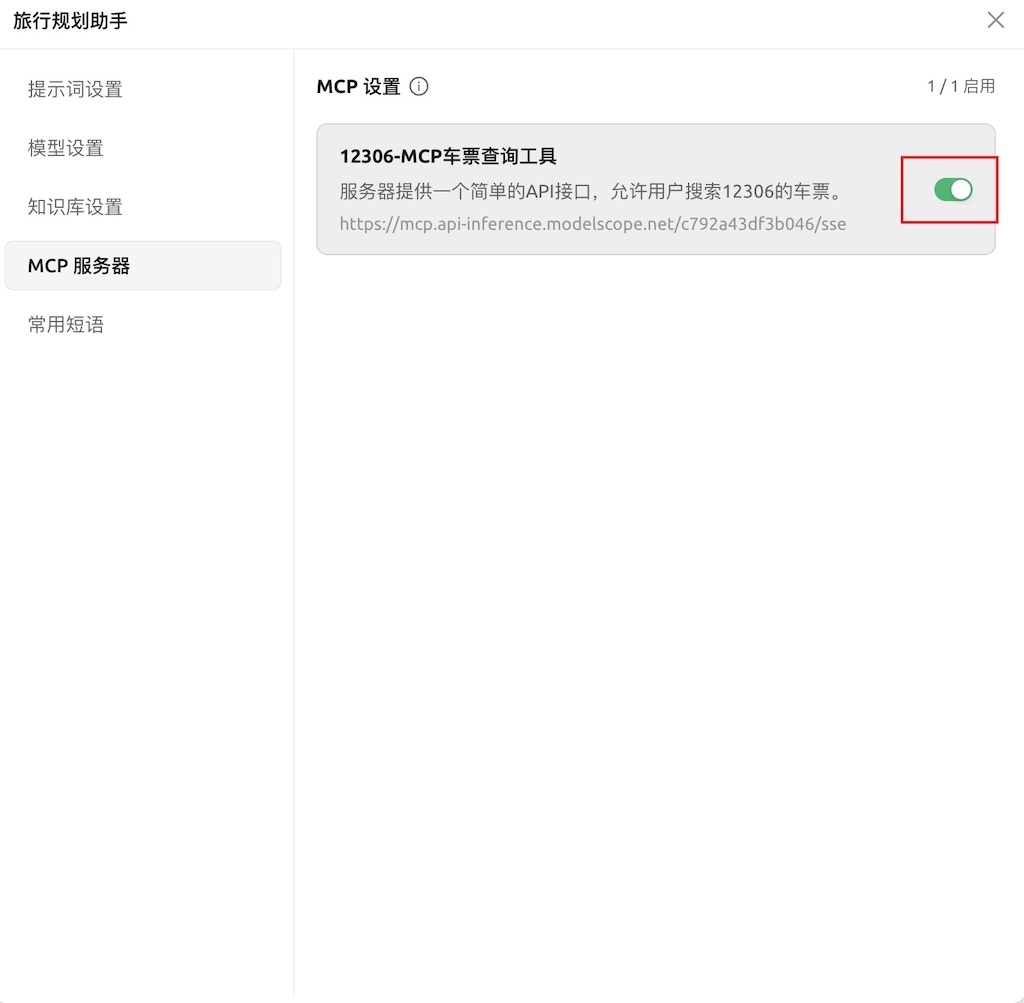 旅行规划助手
提示词设置
模型设置
知识库设置
MCP 服务器
常用短语
MCP 设置
1 / 1 启用
12306-MCP车票查询工具
服务器提供一个简单的API接口，允许用户搜索12306的车票。
https://mcp.api-inference.modelscope.net/c792a43df3b046/sse